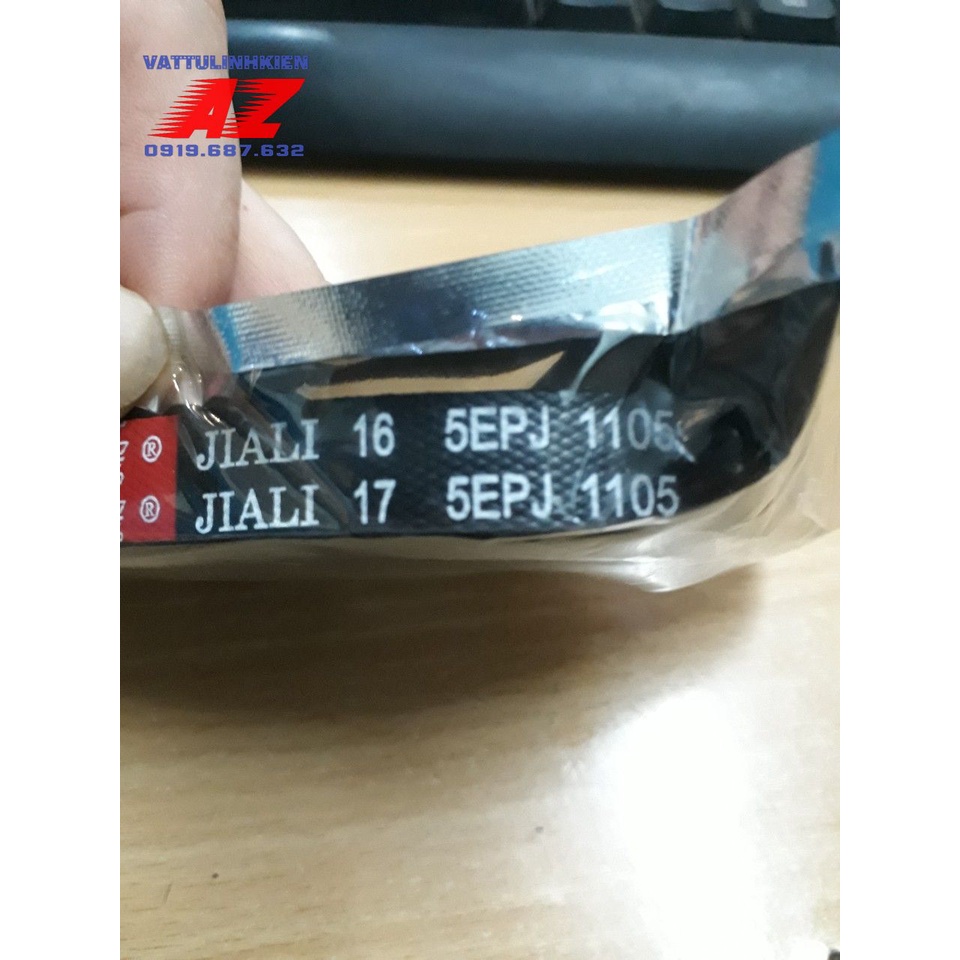 VATTULINHKIEN
AZ
0919.687.632
® JIALI 16 5EPJ 1105
® JIALI 17 5EPJ 1105